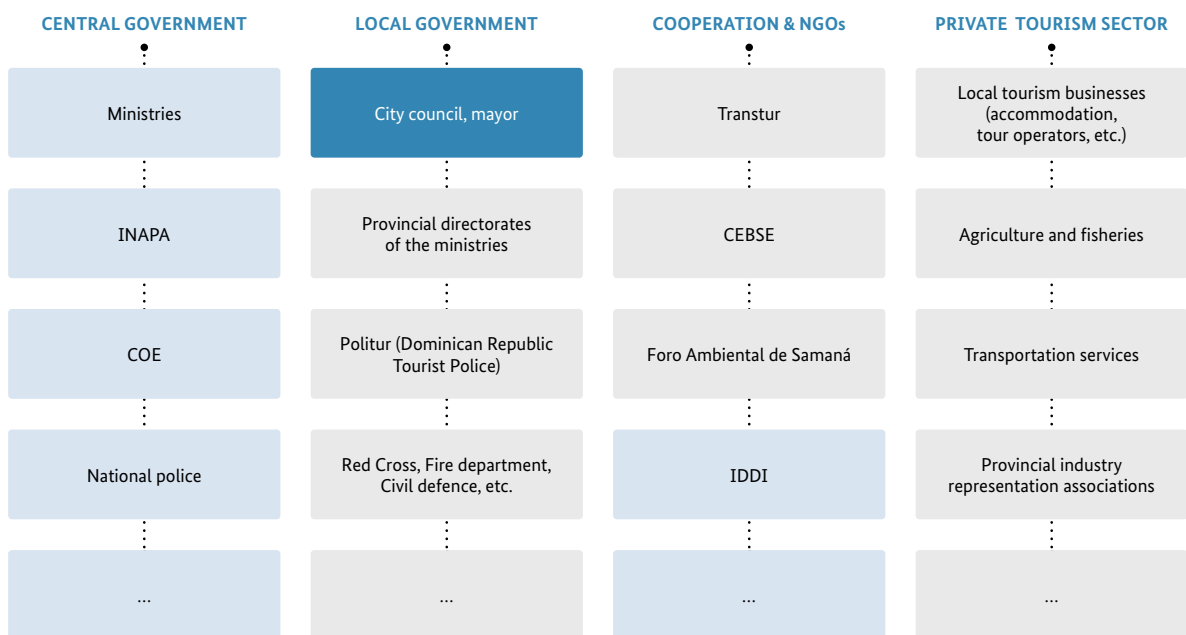 CENTRAL GOVERNMENT
LOCAL GOVERNMENT
COOPERATION & NGOs
PRIVATE TOURISM SECTOR
Ministries
City council, mayor
Transtur
Local tourism businesses
(accommodation,
tour operators, etc.)
INAPA
Provincial directorates
of the ministries
CEBSE
Agriculture and fisheries
COE
Politur (Dominican Republic
Tourist Police)
Foro Ambiental de Samaná
Transportation services
National police
Red Cross, Fire department,
Civil defence, etc.
IDDI
Provincial industry
representation associations
...
...
...
...